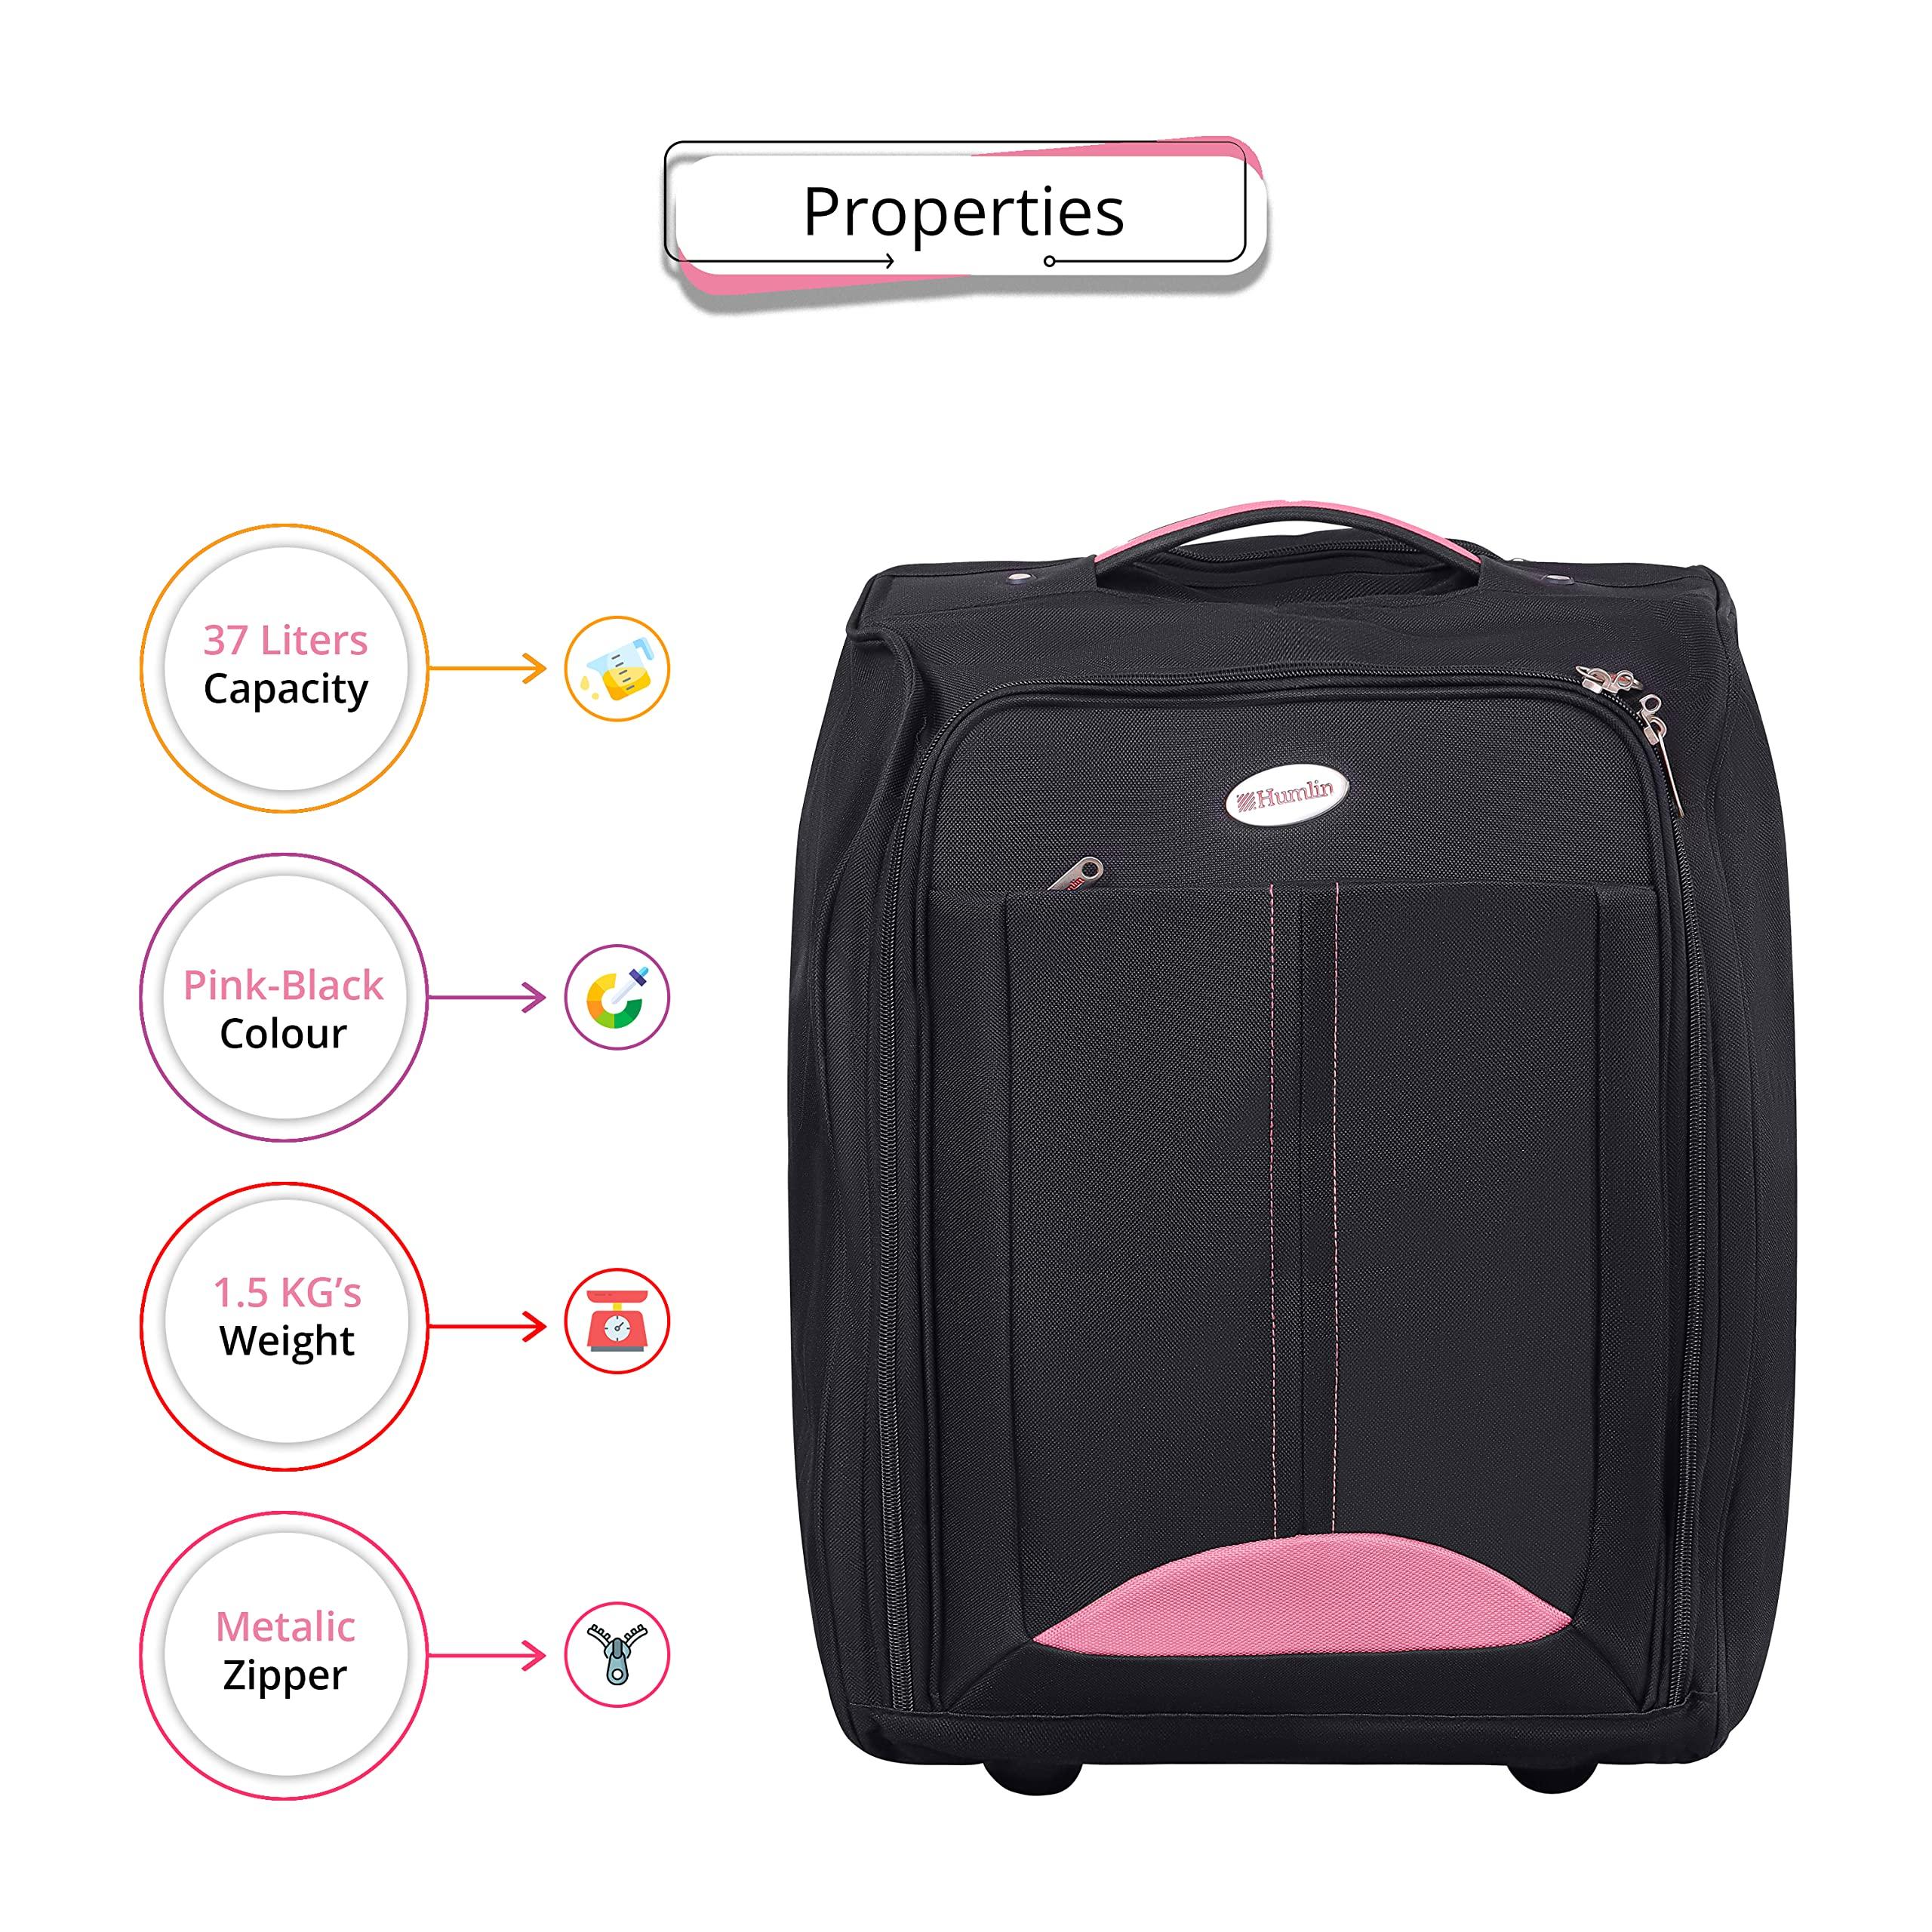 Properties
37 Liters
Capacity
Pink-Black
Colour
1.5 KG’s
Weight
Metalic
Zipper
Humlin